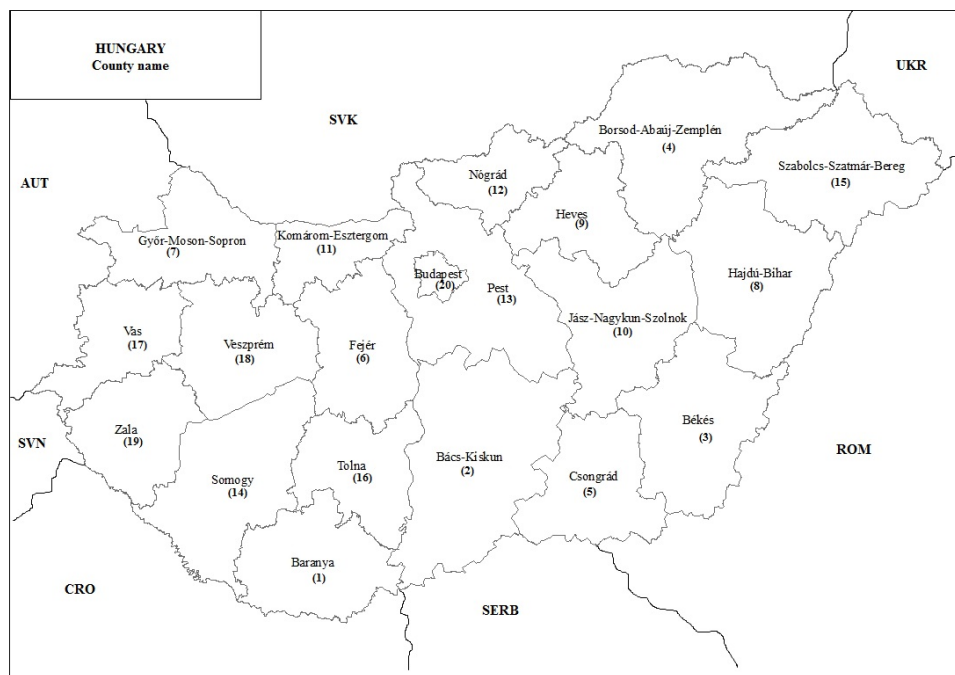 HUNGARY
County name
UKR
SVK
Borsod-Abaúj-Zemplén
(4)
Szabolcs-Szatmár-Bereg
(15)
Nógrád
(12)
AUT
Heves
(9)
Győr-Moson-Sopron
(7)
Komárom-Esztergom
(11)
Budapest
(20)
Pest
(13)
Hajdú-Bihar
(8)
Jász-Nagykun-Szolnok
(10)
Vas
(17)
Veszprém
(18)
Fejér
(6)
Zala
(19)
SVN
Békés
(3)
ROM
Somogy
(14)
Tolna
(16)
Bács-Kiskun
(2)
Csongrád
(5)
Baranya
(1)
CRO
SERB